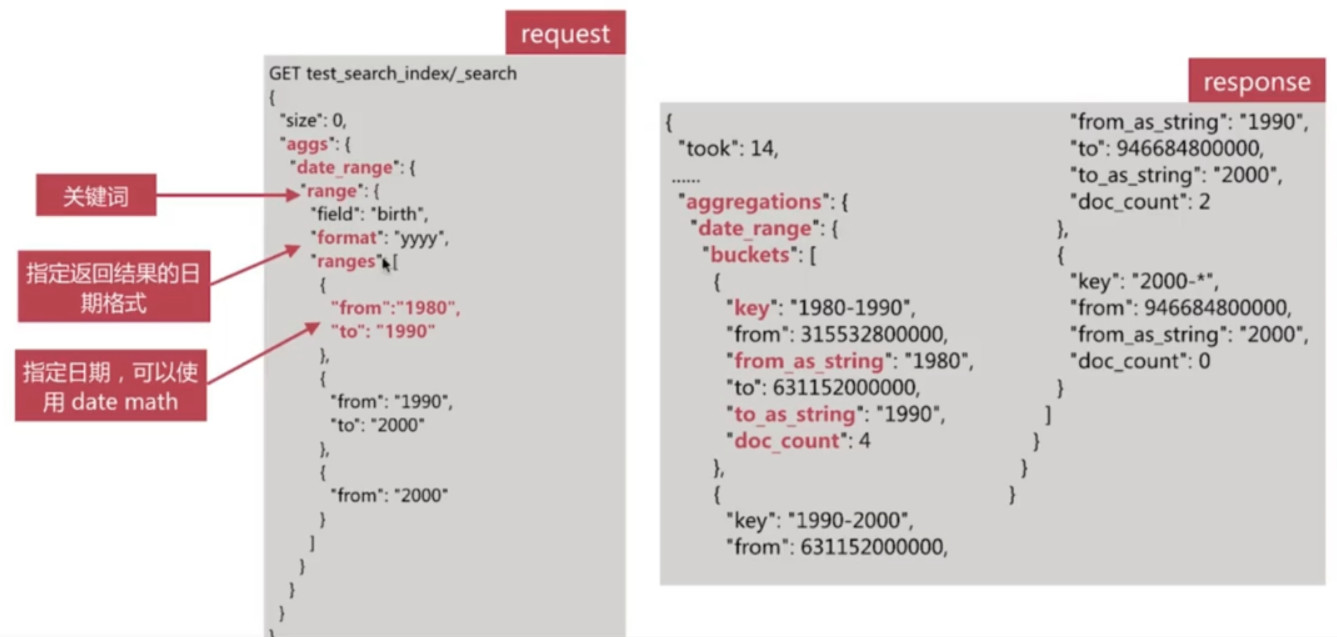 request
GET test_search_index/_search
{
"size": 0,
"aggs": {
"date_range": {
"range": {
"field": "birth",
"format": "yyyy",
"ranges": [
{
"from":"1980",
"to": "1990"
},
{
"from": "1990",
"to": "2000"
},
{
"from": "2000"
}
]
}
}
}
}
关键词
指定返回结果的日
期格式
指定日期，可以使
用 date math
response
{
"took": 14,
......
"aggregations": {
"date_range": {
"buckets": [
{
"key": "1980-1990",
"from": 315532800000,
"from_as_string": "1980",
"to": 631152000000,
"to_as_string": "1990",
"doc_count": 4
},
{
"key": "1990-2000",
"from": 631152000000,
"from_as_string": "1990",
"to": 946684800000,
"to_as_string": "2000",
"doc_count": 2
},
{
"key": "2000-*",
"from": 946684800000,
"from_as_string": "2000",
"doc_count": 0
}
]
}
}
}